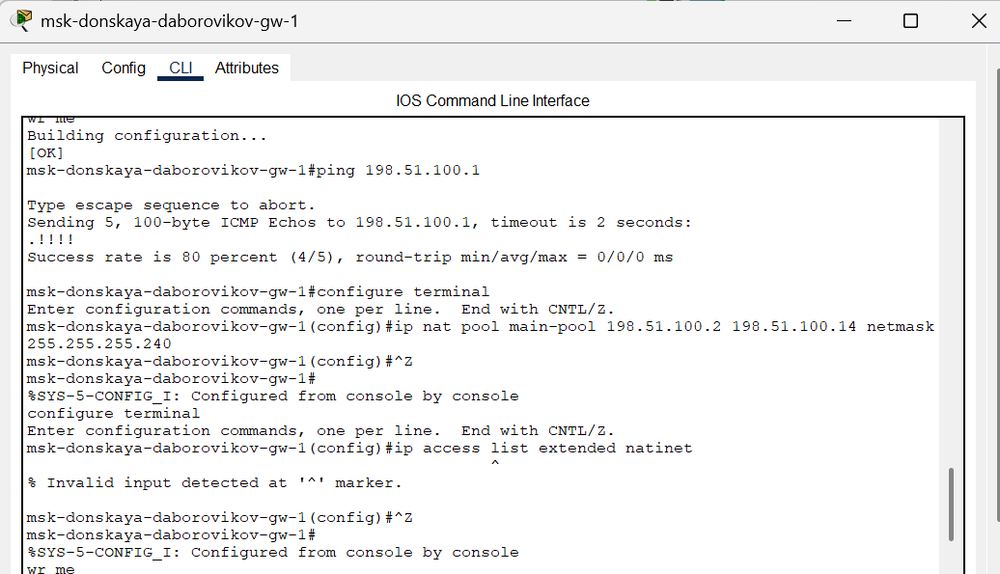 msk-donskaya-daborovikov-gw-1
Physical Config CLI Attributes
IOS Command Line Interface
wr me
Building configuration...
[OK]
msk-donskaya-daborovikov-gw-1#ping 198.51.100.1
Type escape sequence to abort.
Sending 5, 100-byte ICMP Echos to 198.51.100.1, timeout is 2 seconds:
.!!!!
Success rate is 80 percent (4/5), round-trip min/avg/max = 0/0/0 ms
msk-donskaya-daborovikov-gw-1#configure terminal
Enter configuration commands, one per line.  End with CNTL/Z.
msk-donskaya-daborovikov-gw-1(config)#ip nat pool main-pool 198.51.100.2 198.51.100.14 netmask
255.255.255.240
msk-donskaya-daborovikov-gw-1(config)#^Z
msk-donskaya-daborovikov-gw-1#
%SYS-5-CONFIG_I: Configured from console by console
configure terminal
Enter configuration commands, one per line.  End with CNTL/Z.
msk-donskaya-daborovikov-gw-1(config)#ip access list extended natinet
^
% Invalid input detected at '^' marker.
msk-donskaya-daborovikov-gw-1(config)#^Z
msk-donskaya-daborovikov-gw-1#
%SYS-5-CONFIG_I: Configured from console by console
wr me